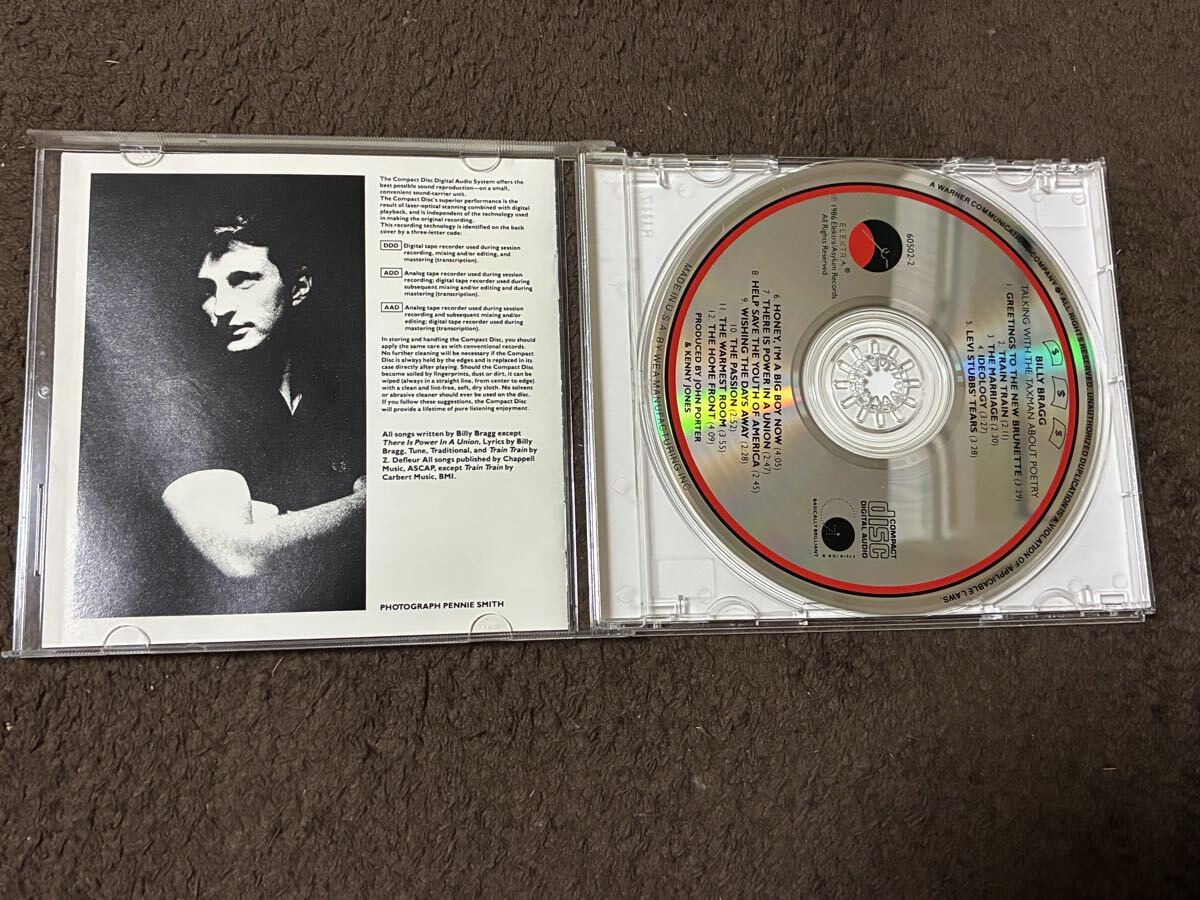 The Compact Disc Digital Audio System offers the
best possible sound reproduction—on a small,
convenient sound-carrier unit.
The Compact Disc's superior performance is the
result of laser-optical scanning combined with digital
playback, and is independent of the technology used
in making the original recording.
This recording technology is identified on the back
cover by a three-letter code:
DDD Digital tape recorder used during session
recording, mixing and/or editing, and
mastering (transcription).
ADD Analog tape recorder used during session
recording; digital tape recorder used during
subsequent mixing and/or editing and during
mastering (transcription).
AAD Analog tape recorder used during session
recording and subsequent mixing and/or
editing; digital tape recorder used during
mastering (transcription).
In storing and handling the Compact Disc, you should
apply the same care as with conventional records.
No further cleaning will be necessary if the Compact
Disc is always held by the edges and is replaced in its
case directly after playing. Should the Compact Disc
become soiled by fingerprints, dust or dirt, it can be
wiped (always in a straight line, from center to edge)
with a clean and lint-free, soft, dry cloth. No solvent
or abrasive cleaner should ever be used on the disc.
If you follow these suggestions, the Compact Disc
will provide a lifetime of pure listening enjoyment.
All songs written by Billy Bragg except
There Is Power In A Union, Lyrics by Billy
Bragg, Tune, Traditional, and Train Train by
Z. Defleur All songs published by Chappell
Music, ASCAP, except Train Train by
Carbert Music, BMI.
PHOTOGRAPH PENNIE SMITH
$ $ $
BILLY BRAGG
TALKING WITH THE TAXMAN ABOUT POETRY
1. GREETINGS TO THE NEW BRUNETTE (3:29)
2. TRAIN TRAIN (2:11)
3. THE MARRIAGE (2:30)
4. IDEOLOGY (3:27)
5. LEVI STUBBS' TEARS (3:28)
60502-2
ELEKTRA®
℗ 1986 Elektra/Asylum Records
All Rights Reserved
COMPACT
disc
DIGITAL AUDIO
BASICALLY BRILLIANT
6. HONEY, I'M A BIG BOY NOW (4:05)
7. THERE IS POWER IN A UNION (2:47)
8. HELP SAVE THE YOUTH OF AMERICA (2:45)
9. WISHING THE DAYS AWAY (2:28)
10. THE PASSION (2:52)
11. THE WARMEST ROOM (3:55)
12. THE HOME FRONT (4:09)
PRODUCED BY JOHN PORTER
& KENNY JONES
A WARNER COMMUNICATIONS COMPANY ALL RIGHTS RESERVED. UNAUTHORIZED DUPLICATION IS A VIOLATION OF APPLICABLE LAWS.
MADE IN U.S.A. BY WEA MANUFACTURING INC.